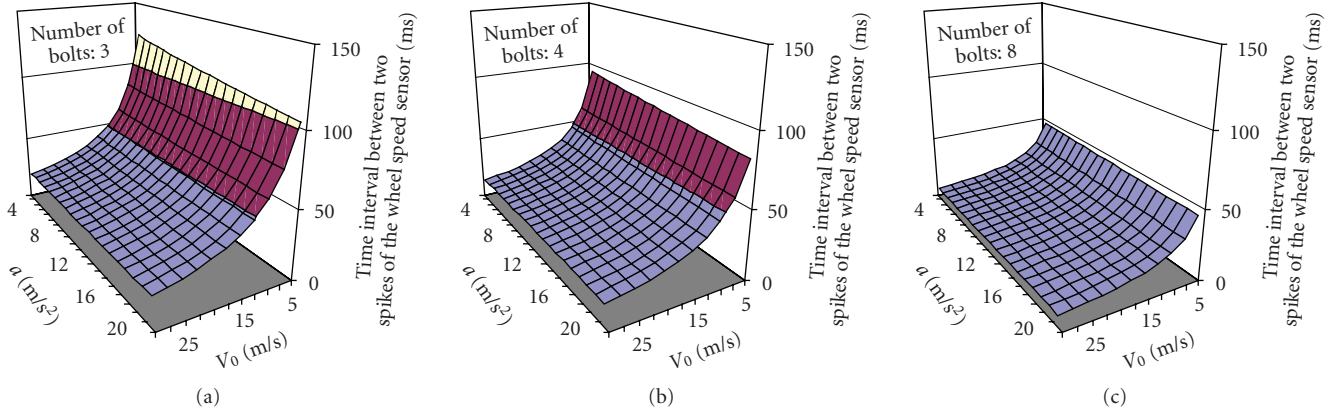 Number of
bolts: 3
150
100
50
0
Time interval between two
spikes of the wheel speed sensor (ms)
4
8
12
16
20
a (m/s²)
25
15
5
V₀ (m/s)
(a)
Number of
bolts: 4
150
100
50
0
Time interval between two
spikes of the wheel speed sensor (ms)
4
8
12
16
20
a (m/s²)
25
15
5
V₀ (m/s)
(b)
Number of
bolts: 8
150
100
50
0
Time interval between two
spikes of the wheel speed sensor (ms)
4
8
12
16
20
a (m/s²)
25
15
5
V₀ (m/s)
(c)